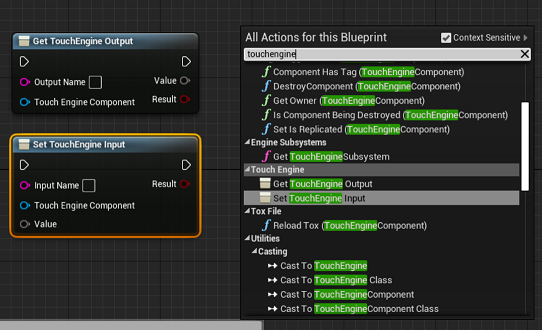 Get TouchEngine Output
Output Name
Value
Touch Engine Component
Result
Set TouchEngine Input
Input Name
Result
Touch Engine Component
Value
All Actions for this Blueprint
Context Sensitive
touchengine
Component Has Tag (TouchEngineComponent)
DestroyComponent (TouchEngineComponent)
Get Owner (TouchEngineComponent)
Is Component Being Destroyed (TouchEngineComponent)
Set Is Replicated (TouchEngineComponent)
Engine Subsystems
Get TouchEngineSubsystem
Touch Engine
Get TouchEngine Output
Set TouchEngine Input
Tox File
Reload Tox (TouchEngineComponent)
Utilities
Casting
Cast To TouchEngine
Cast To TouchEngine Class
Cast To TouchEngineComponent
Cast To TouchEngineComponent Class